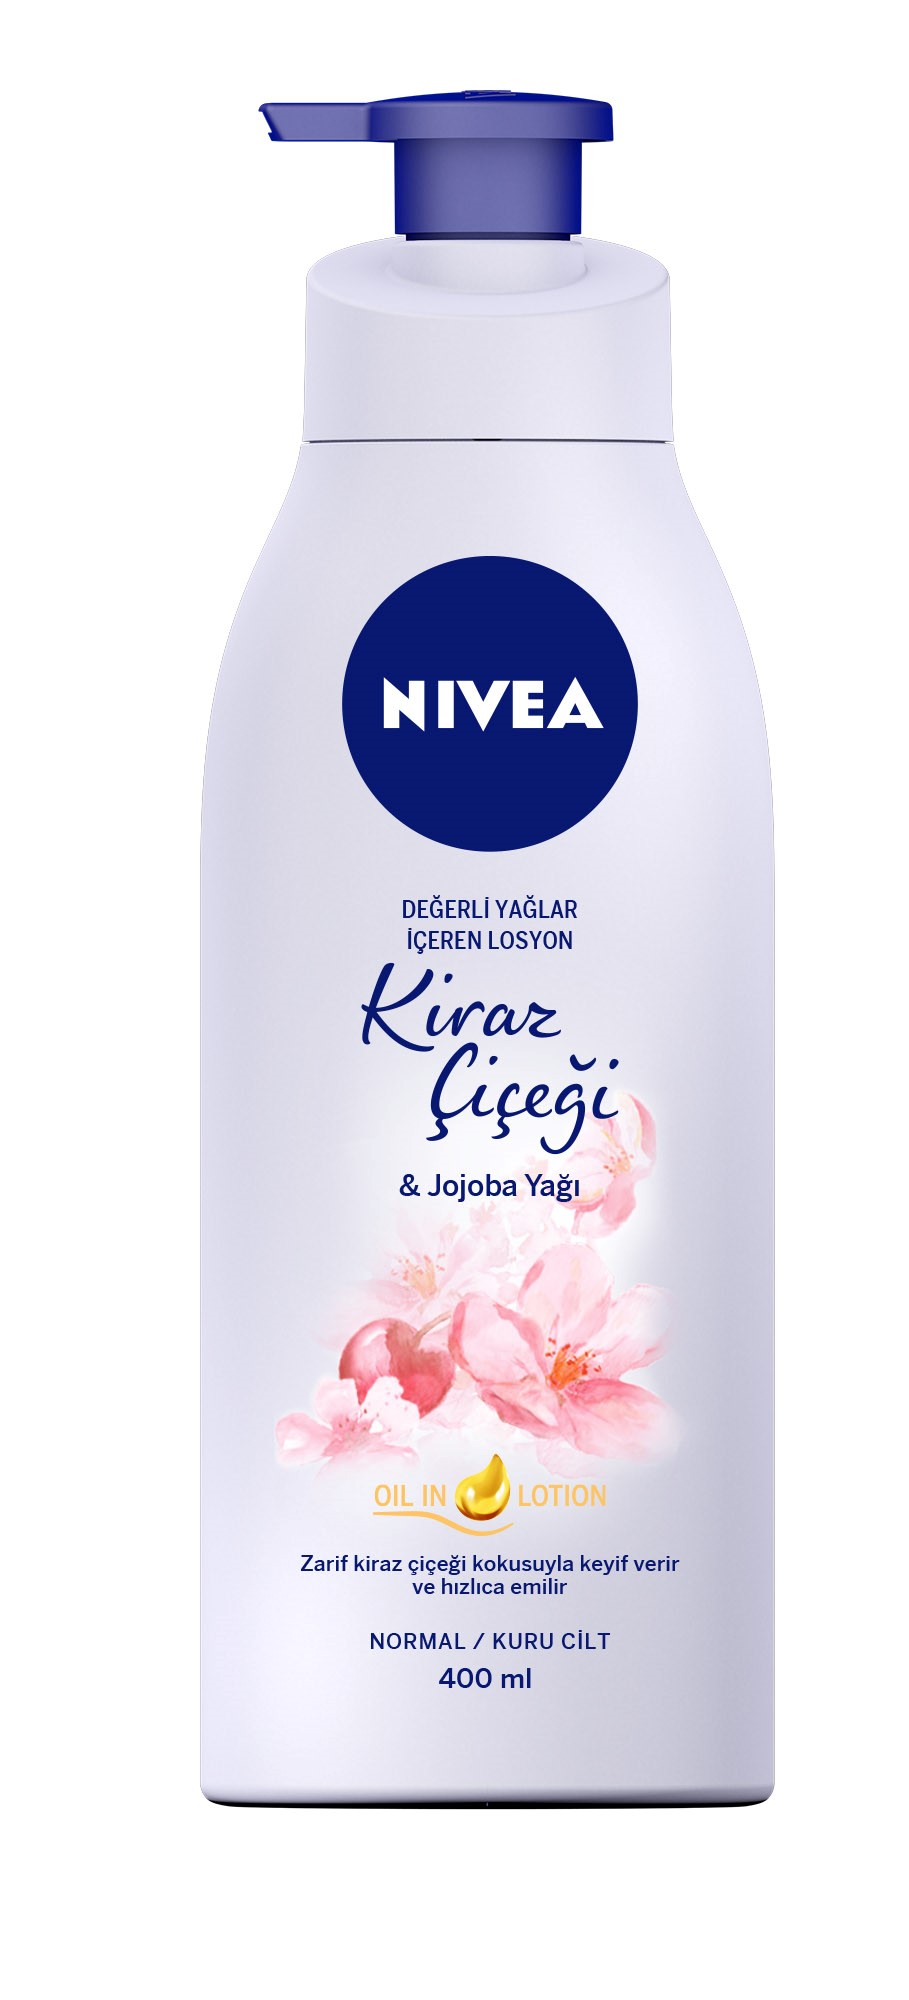 NIVEA
DEĞERLİ YAĞLAR
İÇEREN LOSYON
Kiraz
Çiçeği
& Jojoba Yağı
OIL IN LOTION
Zarif kiraz çiçeği kokusuyla keyif verir
ve hızlıca emilir
NORMAL / KURU CİLT
400 ml